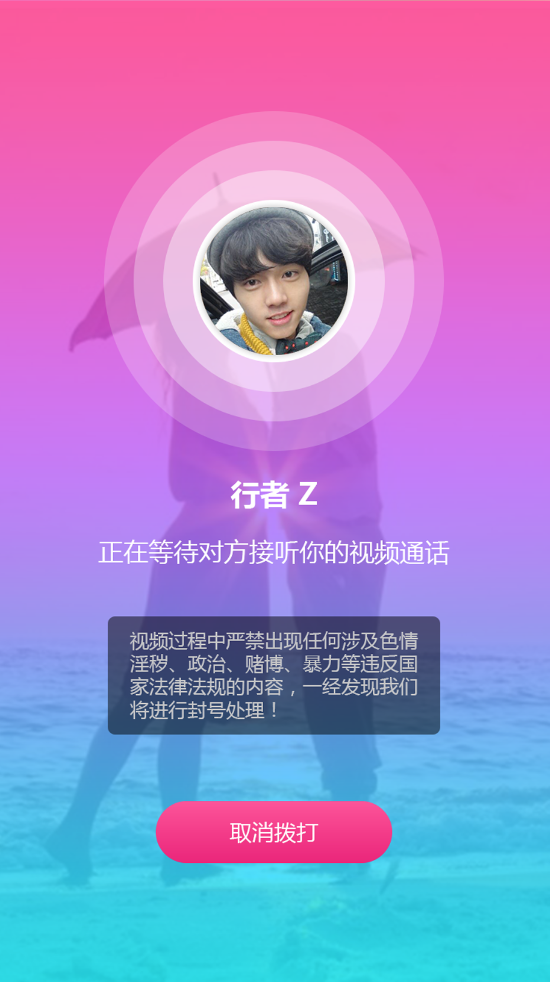 行者 Z
正在等待对方接听你的视频通话
视频过程中严禁出现任何涉及色情
淫秽、政治、赌博、暴力等违反国
家法律法规的内容，一经发现我们
将进行封号处理！
取消拨打